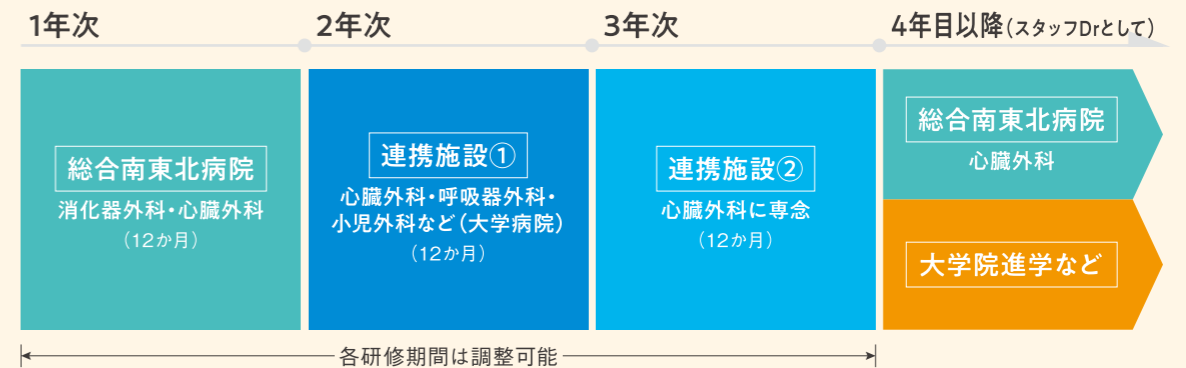 1年次
2年次
3年次
4年目以降(スタッフDrとして)
総合南東北病院
消化器外科・心臓外科
(12か月)
連携施設①
心臓外科・呼吸器外科・
小児外科など(大学病院)
(12か月)
連携施設②
心臓外科に専念
(12か月)
総合南東北病院
心臓外科
大学院進学など
各研修期間は調整可能